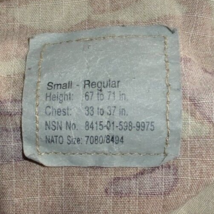 Small - Regular
Height: 67 to 71 in.
Chest: 33 to 37 in.
NSN No: 8415-01-598-9975
NATO Size: 7080/8494